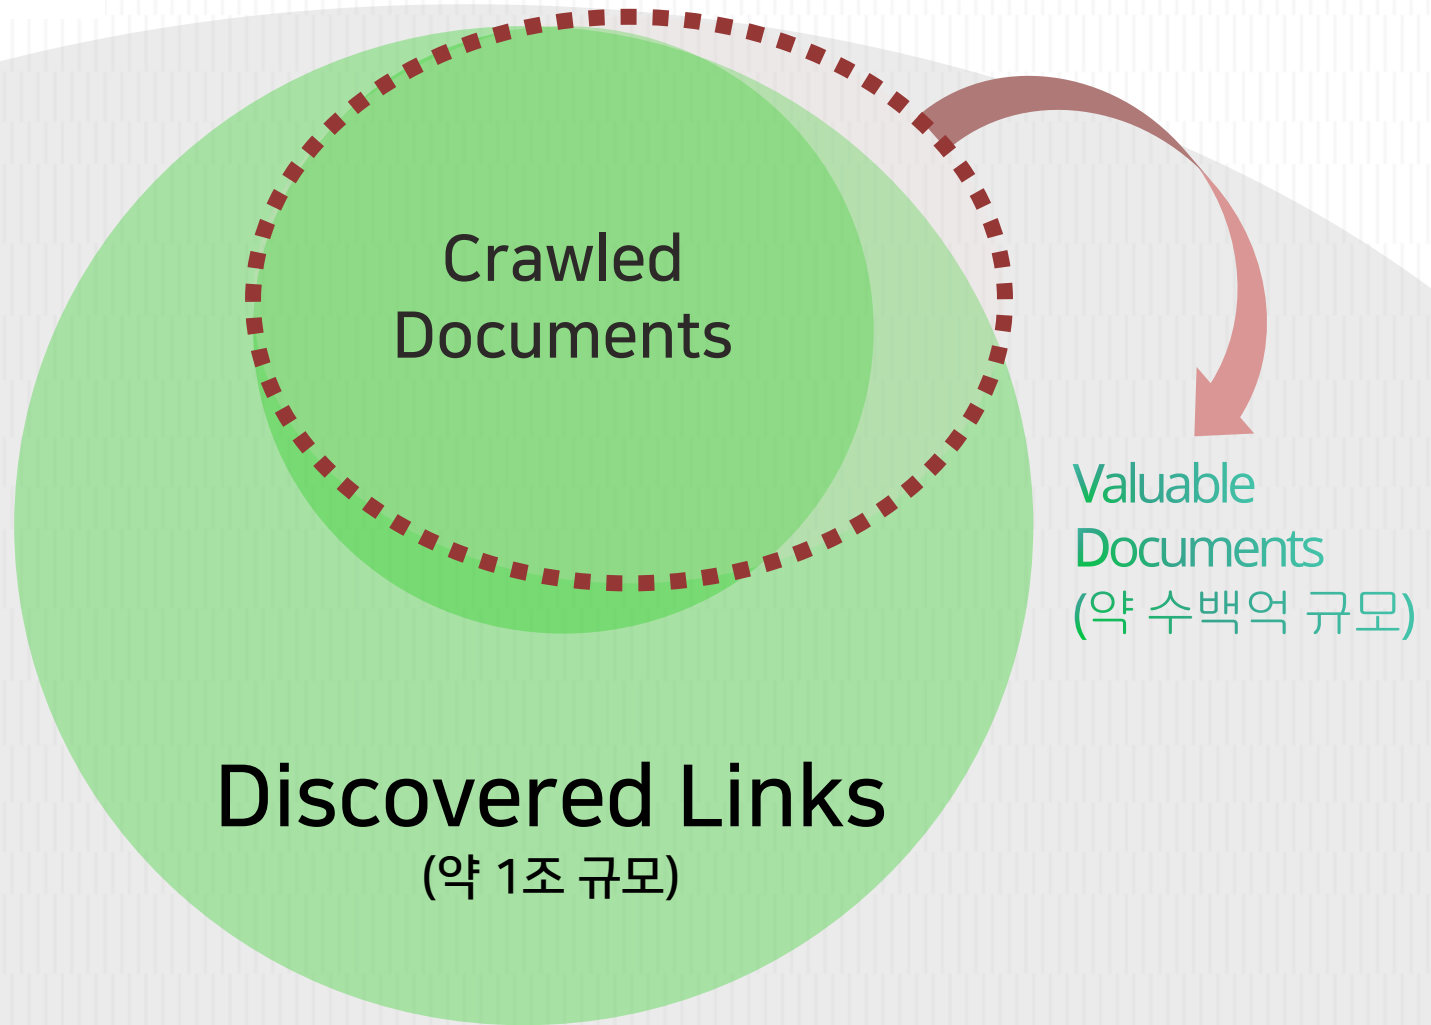 Crawled
Documents
Valuable
Documents
(약 수백억 규모)
Discovered Links
(약 1조 규모)